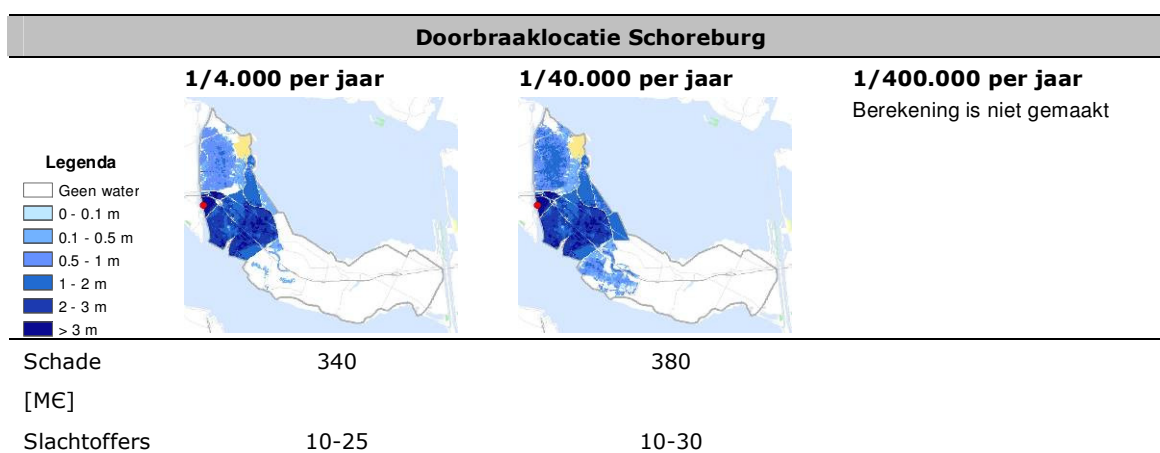 Doorbraaklocatie Schoreburg
1/4.000 per jaar 1/40.000 per jaar 1/400.000 per jaar
Berekening is niet gemaakt
Legenda
Geen water
0 - 0.1 m
0.1 - 0.5 m
0.5 - 1 m
1 - 2 m
2 - 3 m
> 3 m
Schade 340 380
[M€]
Slachtoffers 10-25 10-30